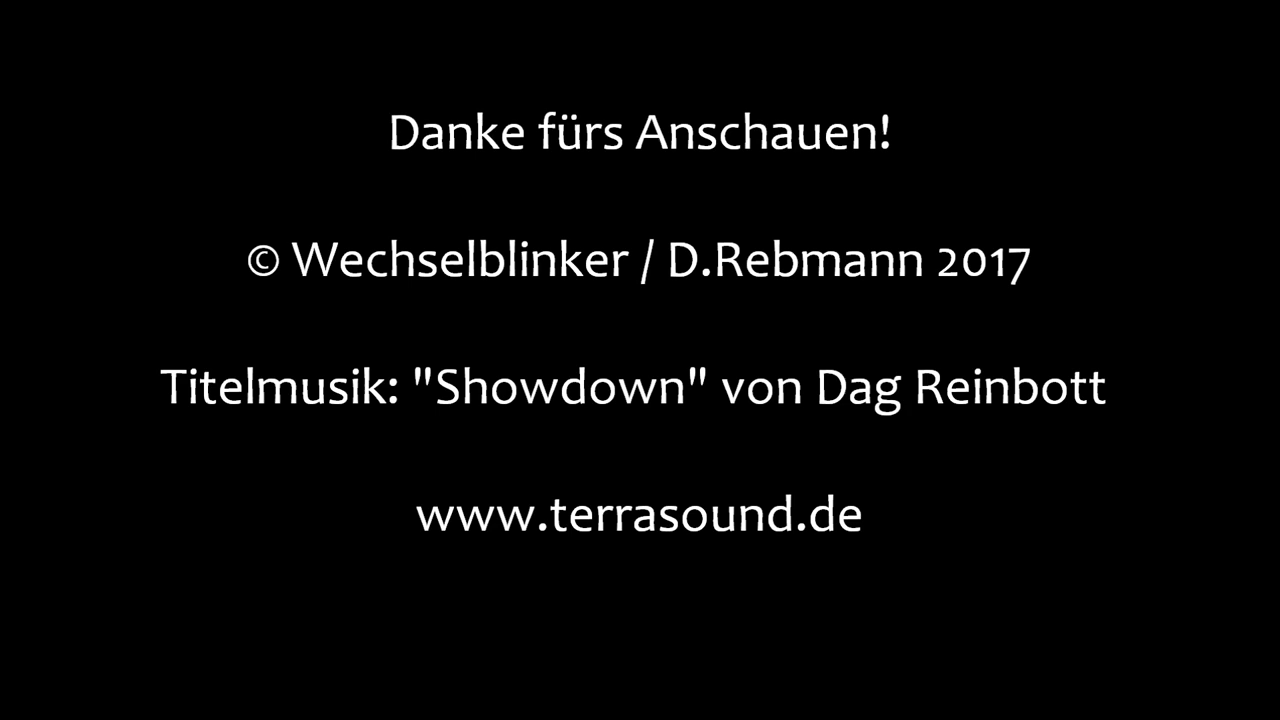 Danke fürs Anschauen!
© Wechselblinker / D.Rebmann 2017
Titelmusik: "Showdown" von Dag Reinbott
www.terrasound.de